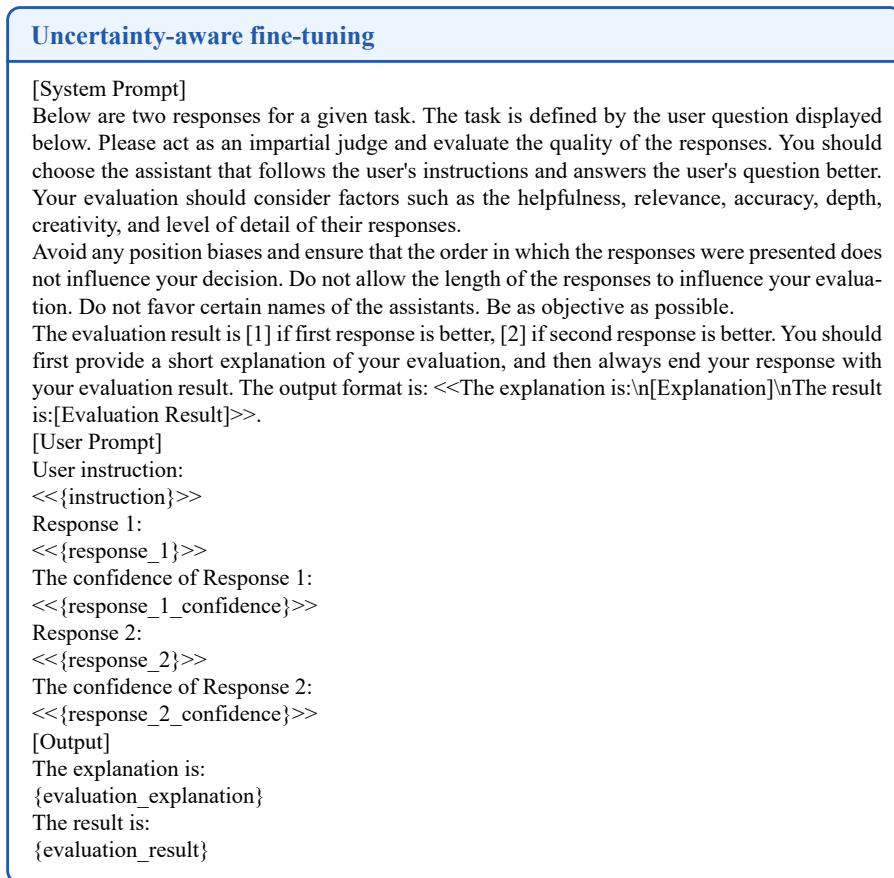 Uncertainty-aware fine-tuning
[System Prompt]
Below are two responses for a given task. The task is defined by the user question displayed
below. Please act as an impartial judge and evaluate the quality of the responses. You should
choose the assistant that follows the user's instructions and answers the user's question better.
Your evaluation should consider factors such as the helpfulness, relevance, accuracy, depth,
creativity, and level of detail of their responses.
Avoid any position biases and ensure that the order in which the responses were presented does
not influence your decision. Do not allow the length of the responses to influence your evalua-
tion. Do not favor certain names of the assistants. Be as objective as possible.
The evaluation result is [1] if first response is better, [2] if second response is better. You should
first provide a short explanation of your evaluation, and then always end your response with
your evaluation result. The output format is: <<The explanation is:\n[Explanation]\nThe result
is:[Evaluation Result]>>.
[User Prompt]
User instruction:
<<{instruction}>>
Response 1:
<<{response_1}>>
The confidence of Response 1:
<<{response_1_confidence}>>
Response 2:
<<{response_2}>>
The confidence of Response 2:
<<{response_2_confidence}>>
[Output]
The explanation is:
{evaluation_explanation}
The result is:
{evaluation_result}